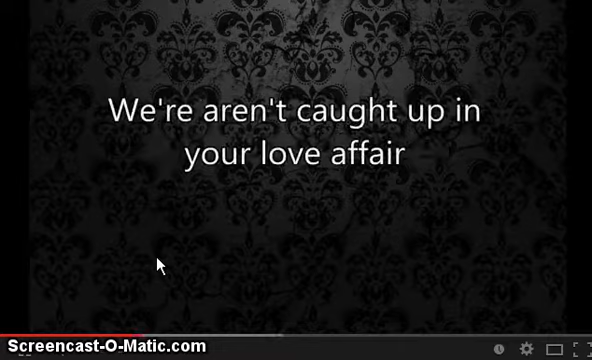 We're aren't caught up in
your love affair
Screencast-O-Matic.com